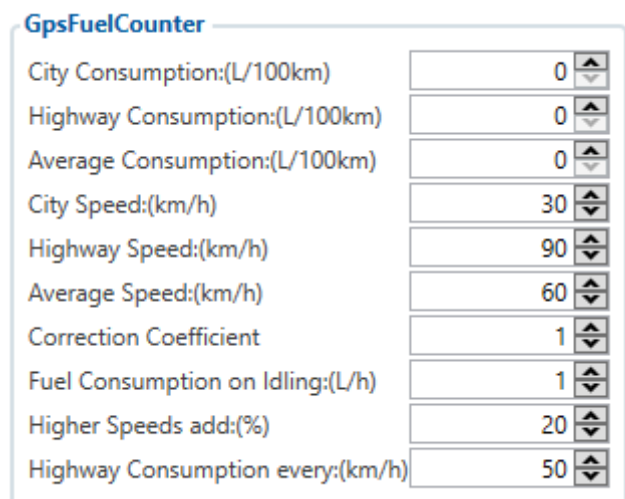 GpsFuelCounter
City Consumption:(L/100km) 0
Highway Consumption:(L/100km) 0
Average Consumption:(L/100km) 0
City Speed:(km/h) 30
Highway Speed:(km/h) 90
Average Speed:(km/h) 60
Correction Coefficient 1
Fuel Consumption on Idling:(L/h) 1
Higher Speeds add:(%) 20
Highway Consumption every:(km/h) 50